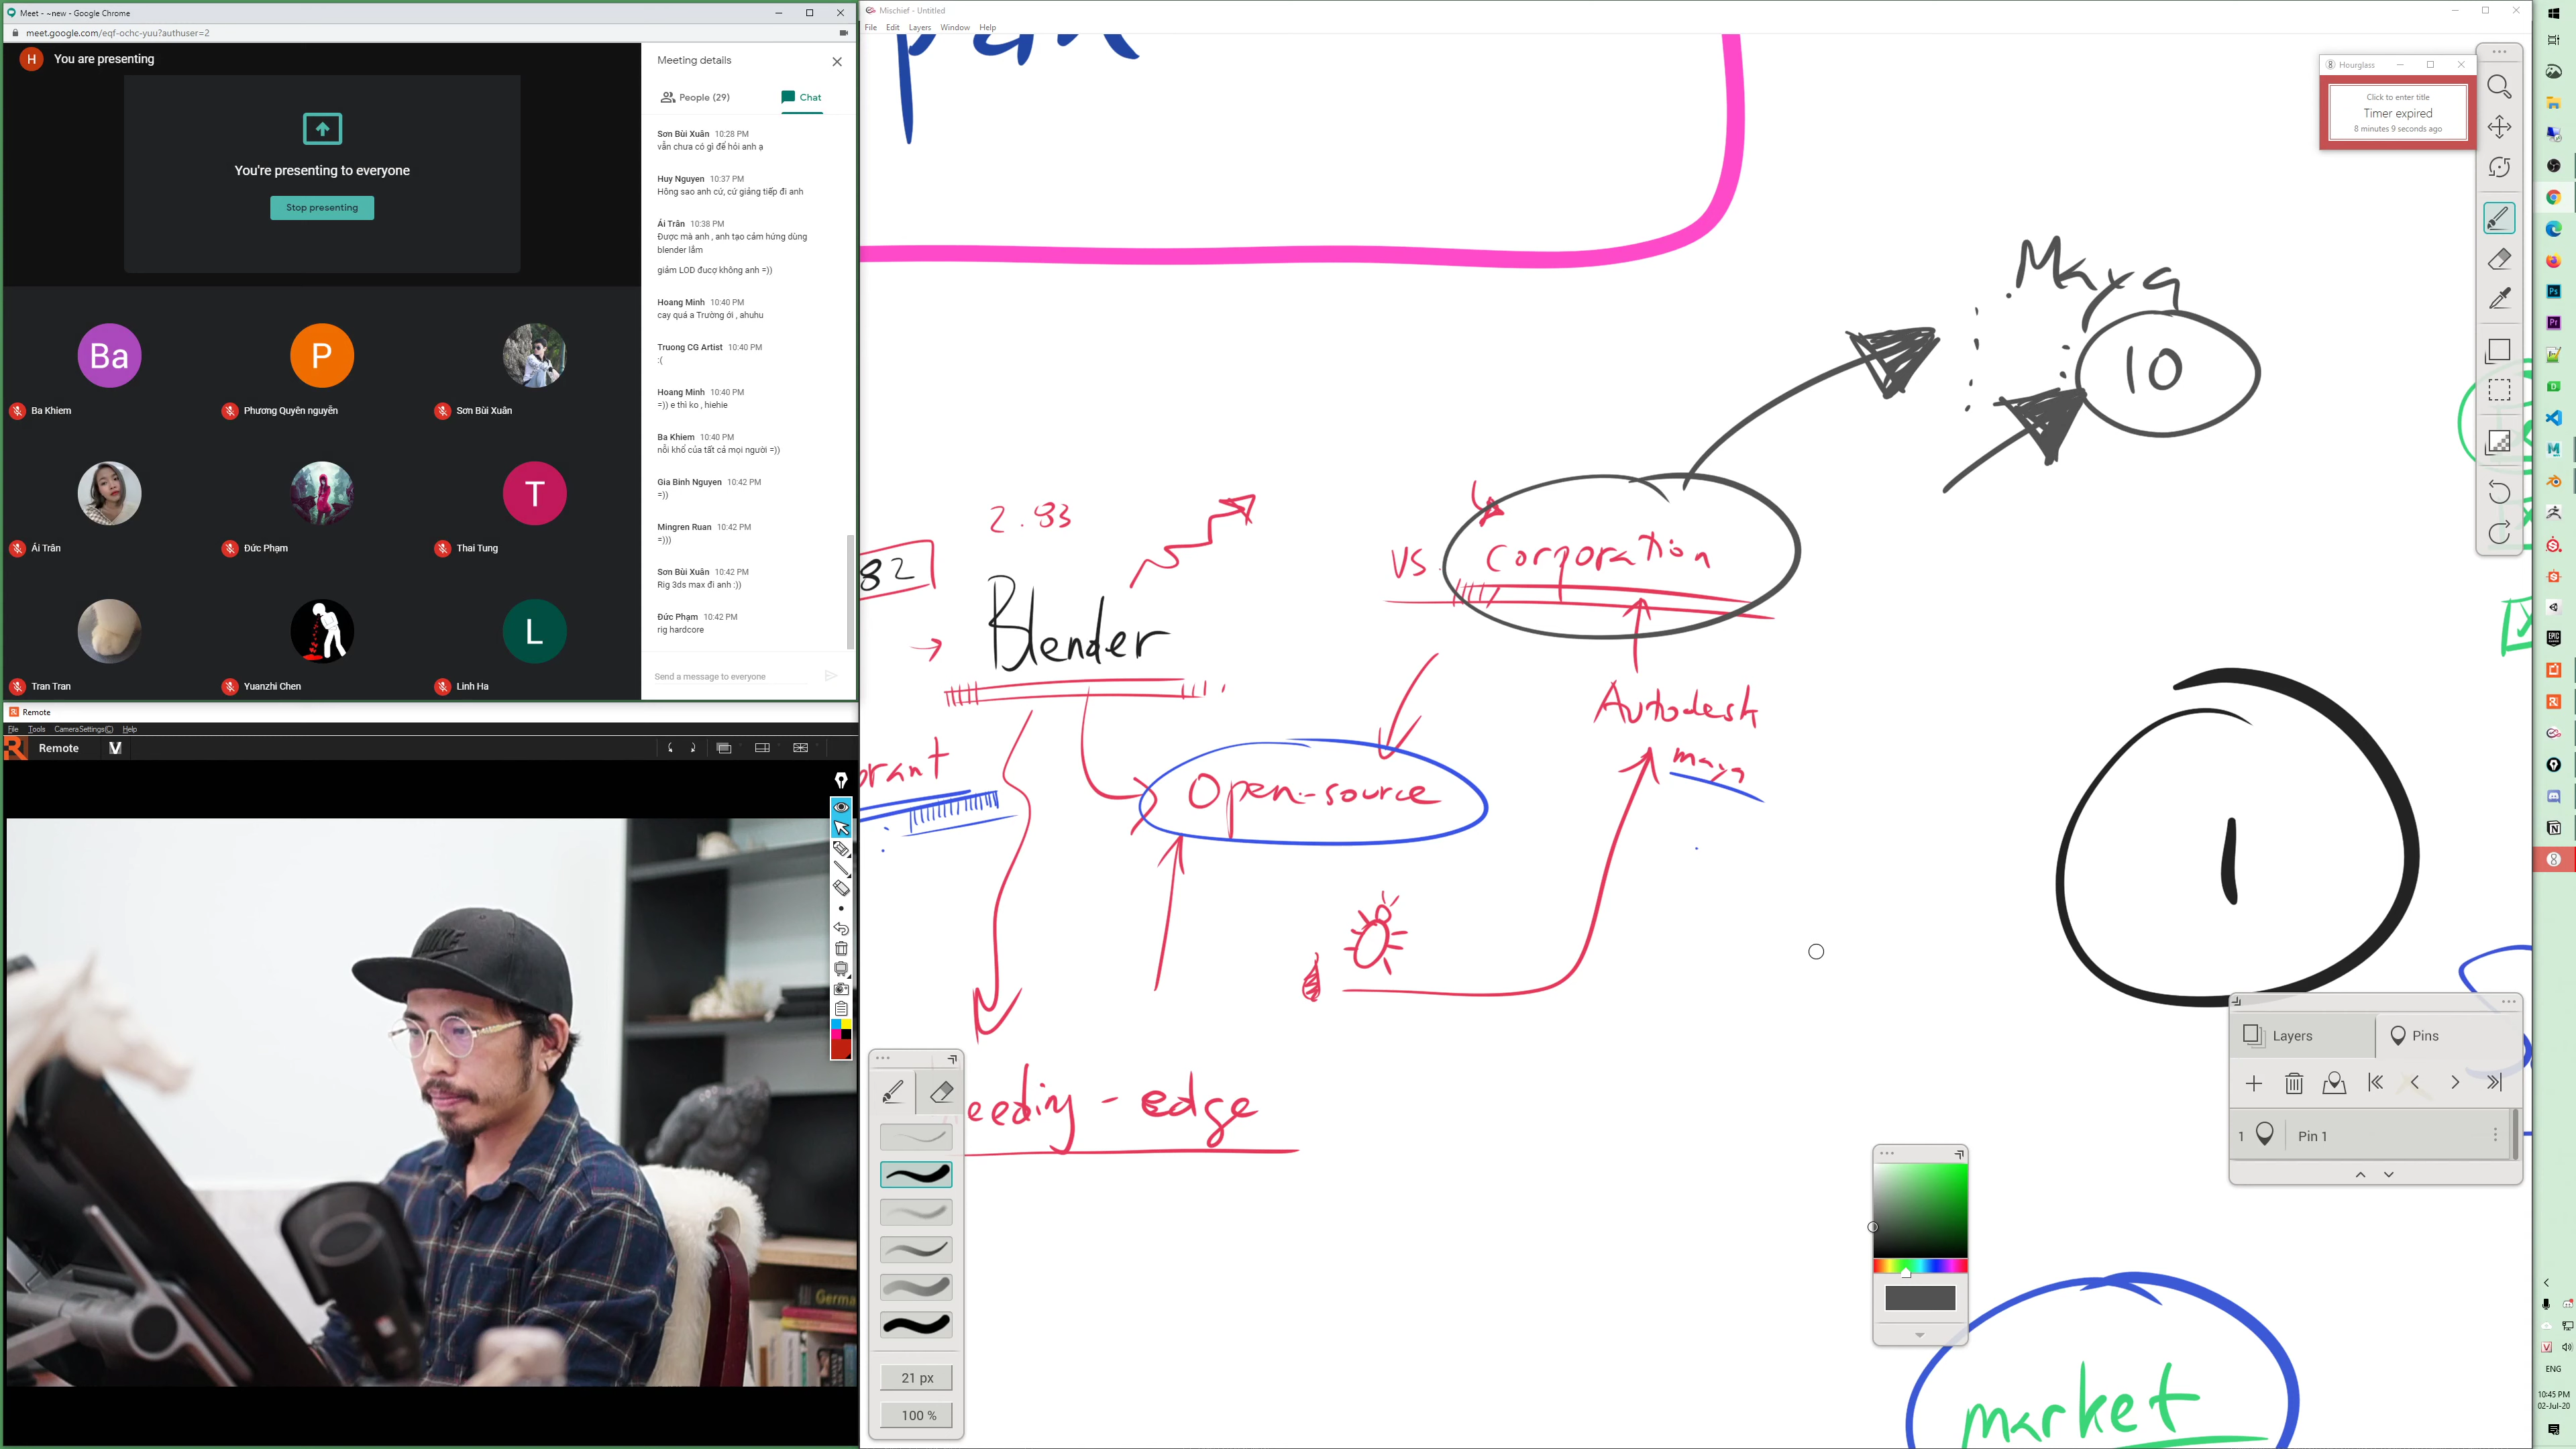 Meet - ~new - Google Chrome
meet.google.com/eqf-ochc-yuu?authuser=2
H
You are presenting
You're presenting to everyone
Stop presenting
Ba
Ba Khiem
P
Phương Quyên nguyễn
Sơn Bùi Xuân
Ái Trân
Đức Phạm
T
Thai Tung
Tran Tran
Yuanzhi Chen
L
Linh Ha
Meeting details
People (29)
Chat
Sơn Bùi Xuân 10:28 PM
vẫn chưa có gì để hỏi anh ạ
Huy Nguyen 10:37 PM
Hông sao anh cứ, cứ giảng tiếp đi anh
Ái Trân 10:38 PM
Được mà anh , anh tạo cảm hứng dùng
blender lắm
giảm LOD đucợ không anh =))
Hoang Minh 10:40 PM
cay quá a Trường ới , ahuhu
Truong CG Artist 10:40 PM
:(
Hoang Minh 10:40 PM
=)) e thì ko , hiehie
Ba Khiem 10:40 PM
nỗi khổ của tất cả mọi người =))
Gia Binh Nguyen 10:42 PM
=))
Mingren Ruan 10:42 PM
=)))
Sơn Bùi Xuân 10:42 PM
Rig 3ds max đi anh :))
Đức Phạm 10:42 PM
rig hardcore
Send a message to everyone
Remote
File Tools CameraSettings(C) Help
R Remote V
NIKE
Germa
Mischief - Untitled
File Edit Layers Window Help
Hourglass
Click to enter title
Timer expired
8 minutes 9 seconds ago
Maya
10
2.83
82
Blender
VS
Corporation
Autodesk
maya
Open-source
eeding - edge
1
market
21 px
100 %
Layers
Pins
1 Pin 1
Ps
Pr
ENG
10:45 PM
02-Jul-20